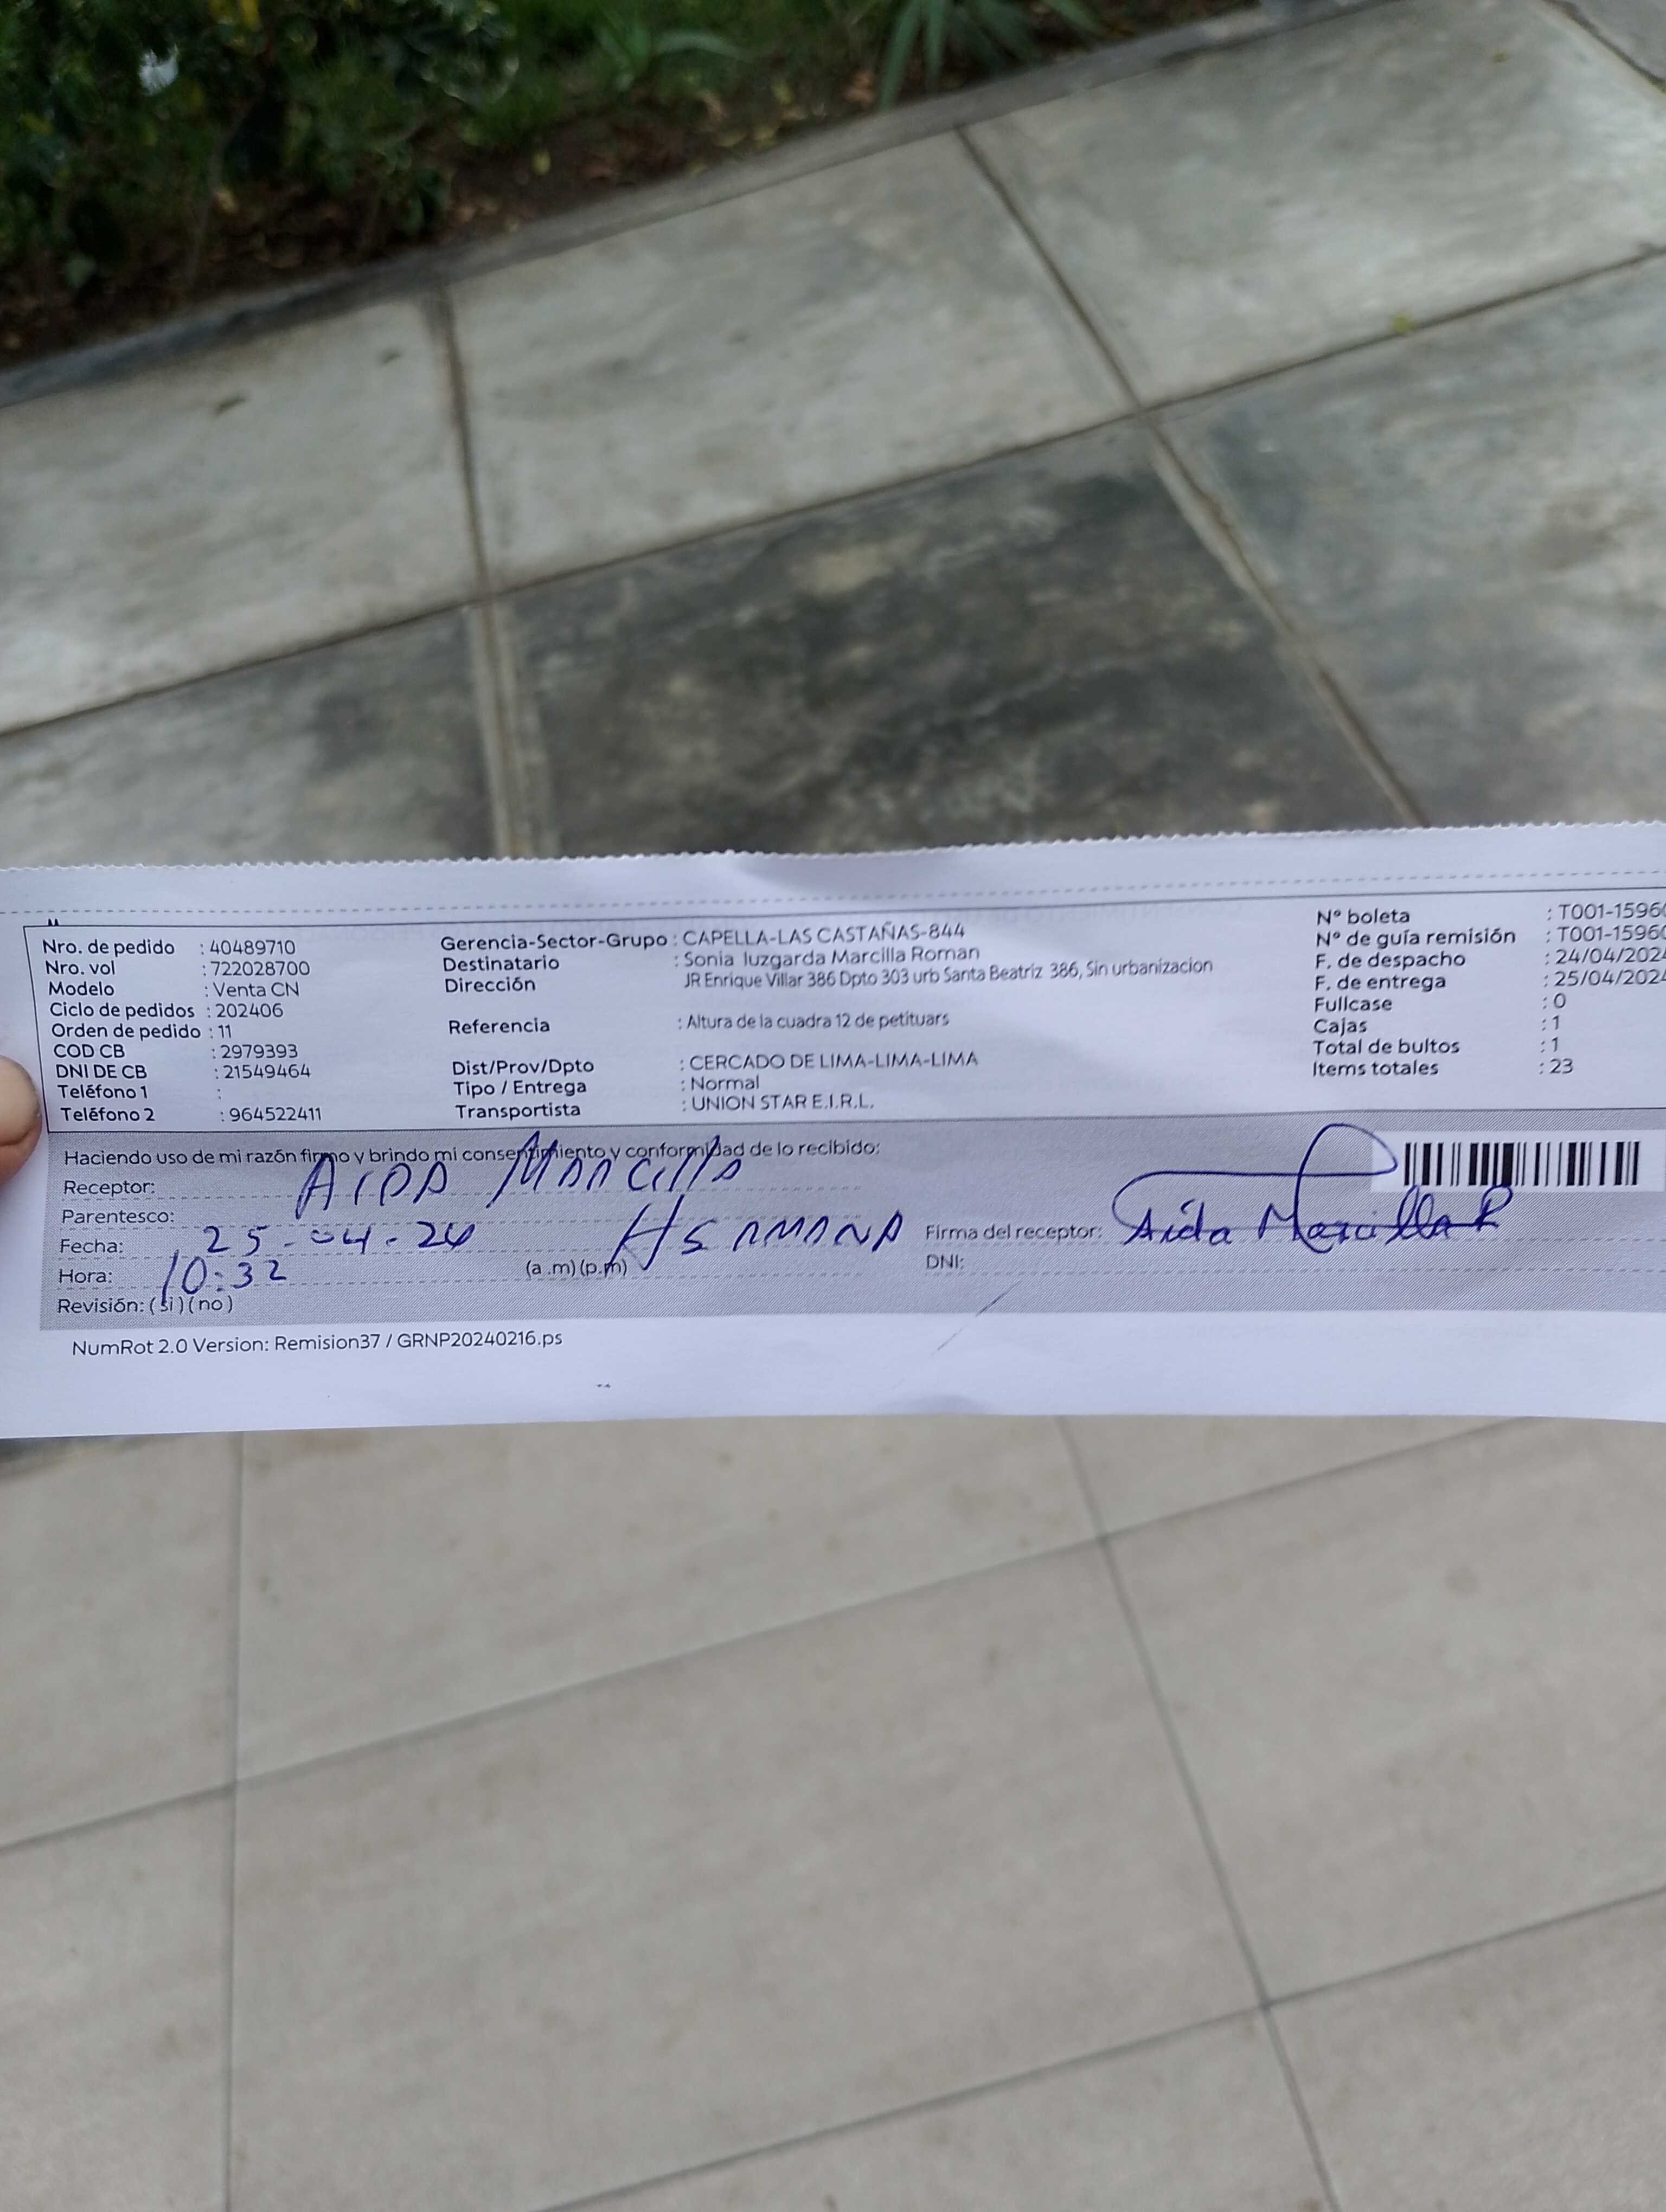 Nro. de pedido : 40489710
Nro. vol : 722028700
Modelo : Venta CN
Ciclo de pedidos : 202406
Orden de pedido : 11
COD CB : 2979393
DNI DE CB : 21549464
Teléfono 1 :
Teléfono 2 : 964522411
Gerencia-Sector-Grupo : CAPELLA-LAS CASTAÑAS-844
Destinatario : Sonia Iuzgarda Marcilla Roman
Dirección JR Enrique Villar 386 Dpto 303 urb Santa Beatriz 386, Sin urbanizacion
Referencia : Altura de la cuadra 12 de petituars
Dist/Prov/Dpto : CERCADO DE LIMA-LIMA-LIMA
Tipo / Entrega : Normal
Transportista : UNION STAR E.I.R.L.
N° boleta : T001-1596
N° de guía remisión : T001-1596
F. de despacho : 24/04/2024
F. de entrega : 25/04/2024
Fullcase : 0
Cajas : 1
Total de bultos : 1
Items totales : 23
Haciendo uso de mi razón firmo y brindo mi consentimiento y conformidad de lo recibido:
Receptor: AIDA MARCIllA
Parentesco: HERMANA
Fecha: 25-04-24
Hora: 10:32 (a.m)(p.m)
Revisión: (si)(no)
Firma del receptor: Aida Marcilla R
DNI:
NumRot 2.0 Version: Remision37 / GRNP20240216.ps